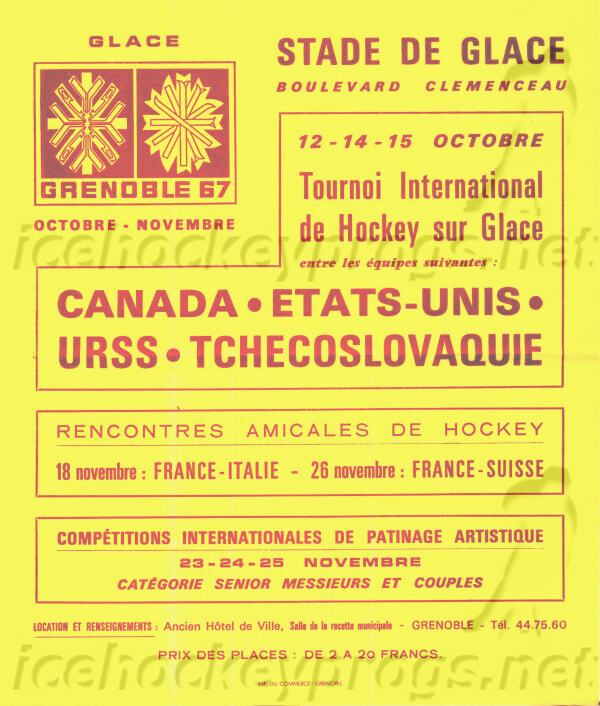 GLACE
GRENOBLE 67
OCTOBRE - NOVEMBRE
STADE DE GLACE
BOULEVARD CLEMENCEAU
12 - 14 - 15 OCTOBRE
Tournoi International
de Hockey sur Glace
entre les équipes suivantes :
CANADA • ETATS-UNIS •
URSS • TCHECOSLOVAQUIE
icehockeyprogs.net
RENCONTRES AMICALES DE HOCKEY
18 novembre : FRANCE-ITALIE - 26 novembre : FRANCE-SUISSE
COMPÉTITIONS INTERNATIONALES DE PATINAGE ARTISTIQUE
23 - 24 - 25 NOVEMBRE
CATÉGORIE SENIOR MESSIEURS ET COUPLES
LOCATION ET RENSEIGNEMENTS : Ancien Hôtel de Ville, Salle de la recette municipale - GRENOBLE - Tél. 44.75.60
PRIX DES PLACES : DE 2 A 20 FRANCS.
icehockeyprogs.net
IMP. DU COMMERCE - GRENOBLE